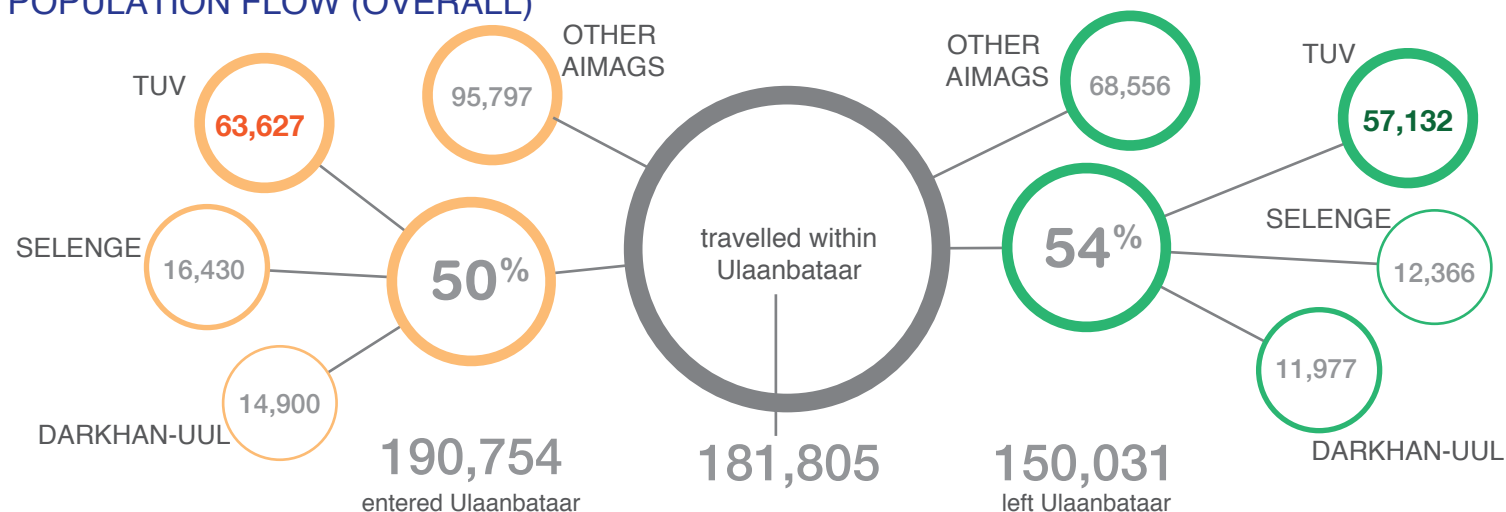 POPULATION FLOW (OVERALL)
OTHER
AIMAGS
95,797
TUV
63,627
SELENGE
16,430
DARKHAN-UUL
14,900
50%
190,754
entered Ulaanbataar
travelled within
Ulaanbataar
181,805
OTHER
AIMAGS
68,556
TUV
57,132
SELENGE
12,366
DARKHAN-UUL
11,977
54%
150,031
left Ulaanbataar